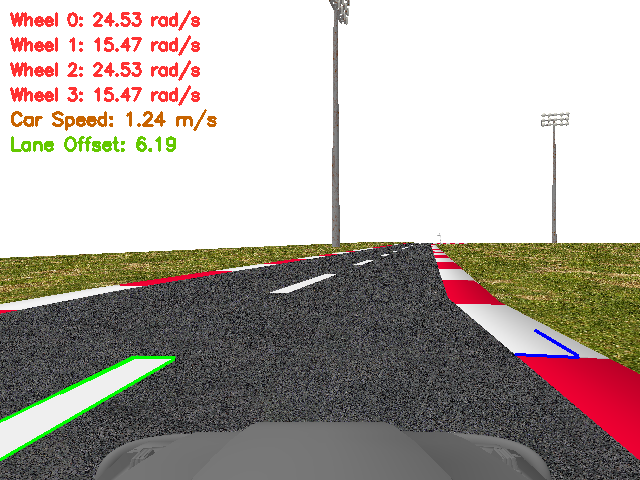 Wheel 0: 24.53 rad/s
Wheel 1: 15.47 rad/s
Wheel 2: 24.53 rad/s
Wheel 3: 15.47 rad/s
Car Speed: 1.24 m/s
Lane Offset: 6.19